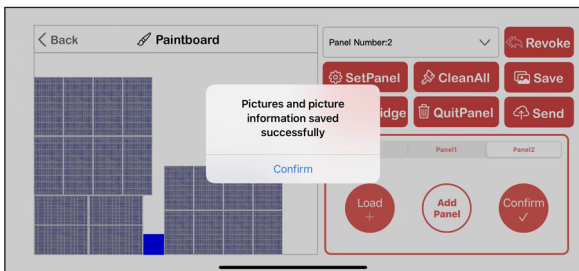 Back
Paintboard
Panel Number:2
Revoke
SetPanel
CleanAll
Save
idge
QuitPanel
Send
Pictures and picture
information saved
successfully
Confirm
Panel1
Panel2
Load
+
Add
Panel
Confirm